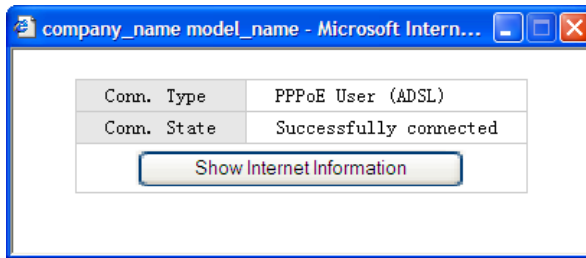 company_name model_name - Microsoft Intern...
Conn. Type PPPoE User (ADSL)
Conn. State Successfully connected
Show Internet Information